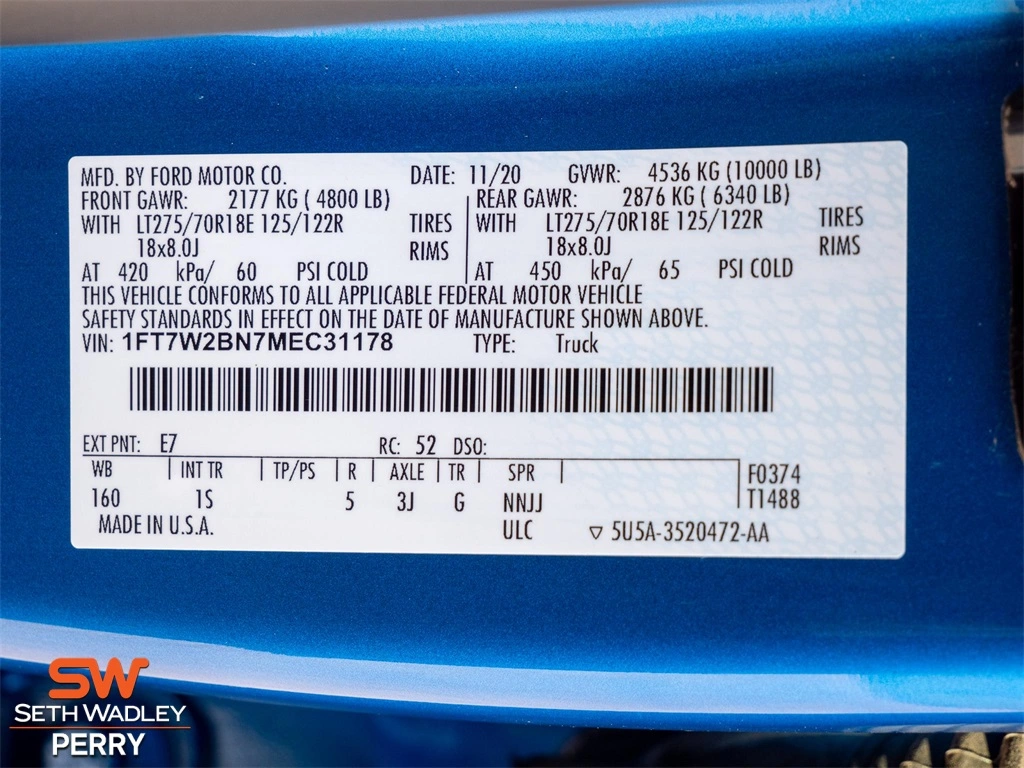 MFD. BY FORD MOTOR CO. DATE: 11/20 GVWR: 4536 KG (10000 LB)
FRONT GAWR: 2177 KG ( 4800 LB) REAR GAWR: 2876 KG ( 6340 LB)
WITH LT275/70R18E 125/122R TIRES WITH LT275/70R18E 125/122R TIRES
18x8.0J RIMS 18x8.0J RIMS
AT 420 kPa/ 60 PSI COLD AT 450 kPa/ 65 PSI COLD
THIS VEHICLE CONFORMS TO ALL APPLICABLE FEDERAL MOTOR VEHICLE
SAFETY STANDARDS IN EFFECT ON THE DATE OF MANUFACTURE SHOWN ABOVE.
VIN: 1FT7W2BN7MEC31178 TYPE: Truck
EXT PNT: E7 RC: 52 DSO:
WB INT TR TP/PS R AXLE TR SPR F0374
160 1S 5 3J G NNJJ T1488
MADE IN U.S.A. ULC ▽ 5U5A-3520472-AA
SW
SETH WADLEY
PERRY